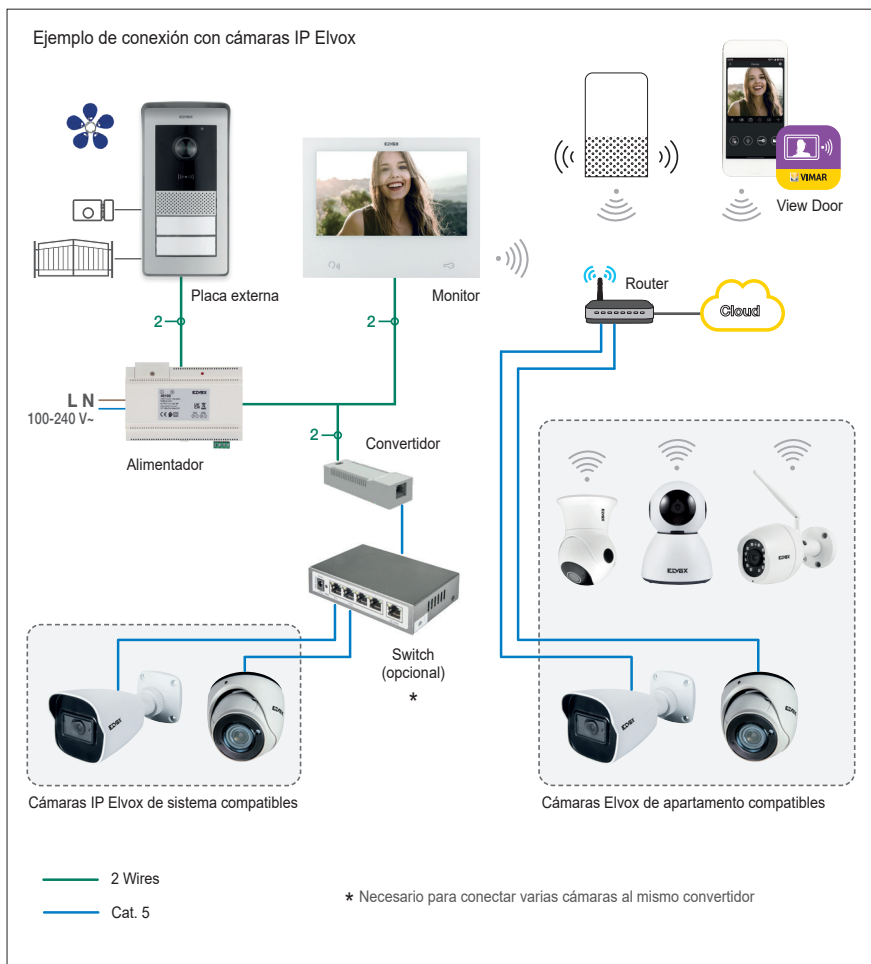 Ejemplo de conexión con cámaras IP Elvox
ELVOX
ELVOX
VIMAR
View Door
Placa externa
Monitor
Router
Cloud
2
2
L N
100-240 V~
ELVOX
Alimentador
2
Convertidor
Switch
(opcional)
*
ELVOX
ELVOX
ELVOX
ELVOX
ELVOX
Cámaras IP Elvox de sistema compatibles
Cámaras Elvox de apartamento compatibles
2 Wires
Cat. 5
* Necesario para conectar varias cámaras al mismo convertidor